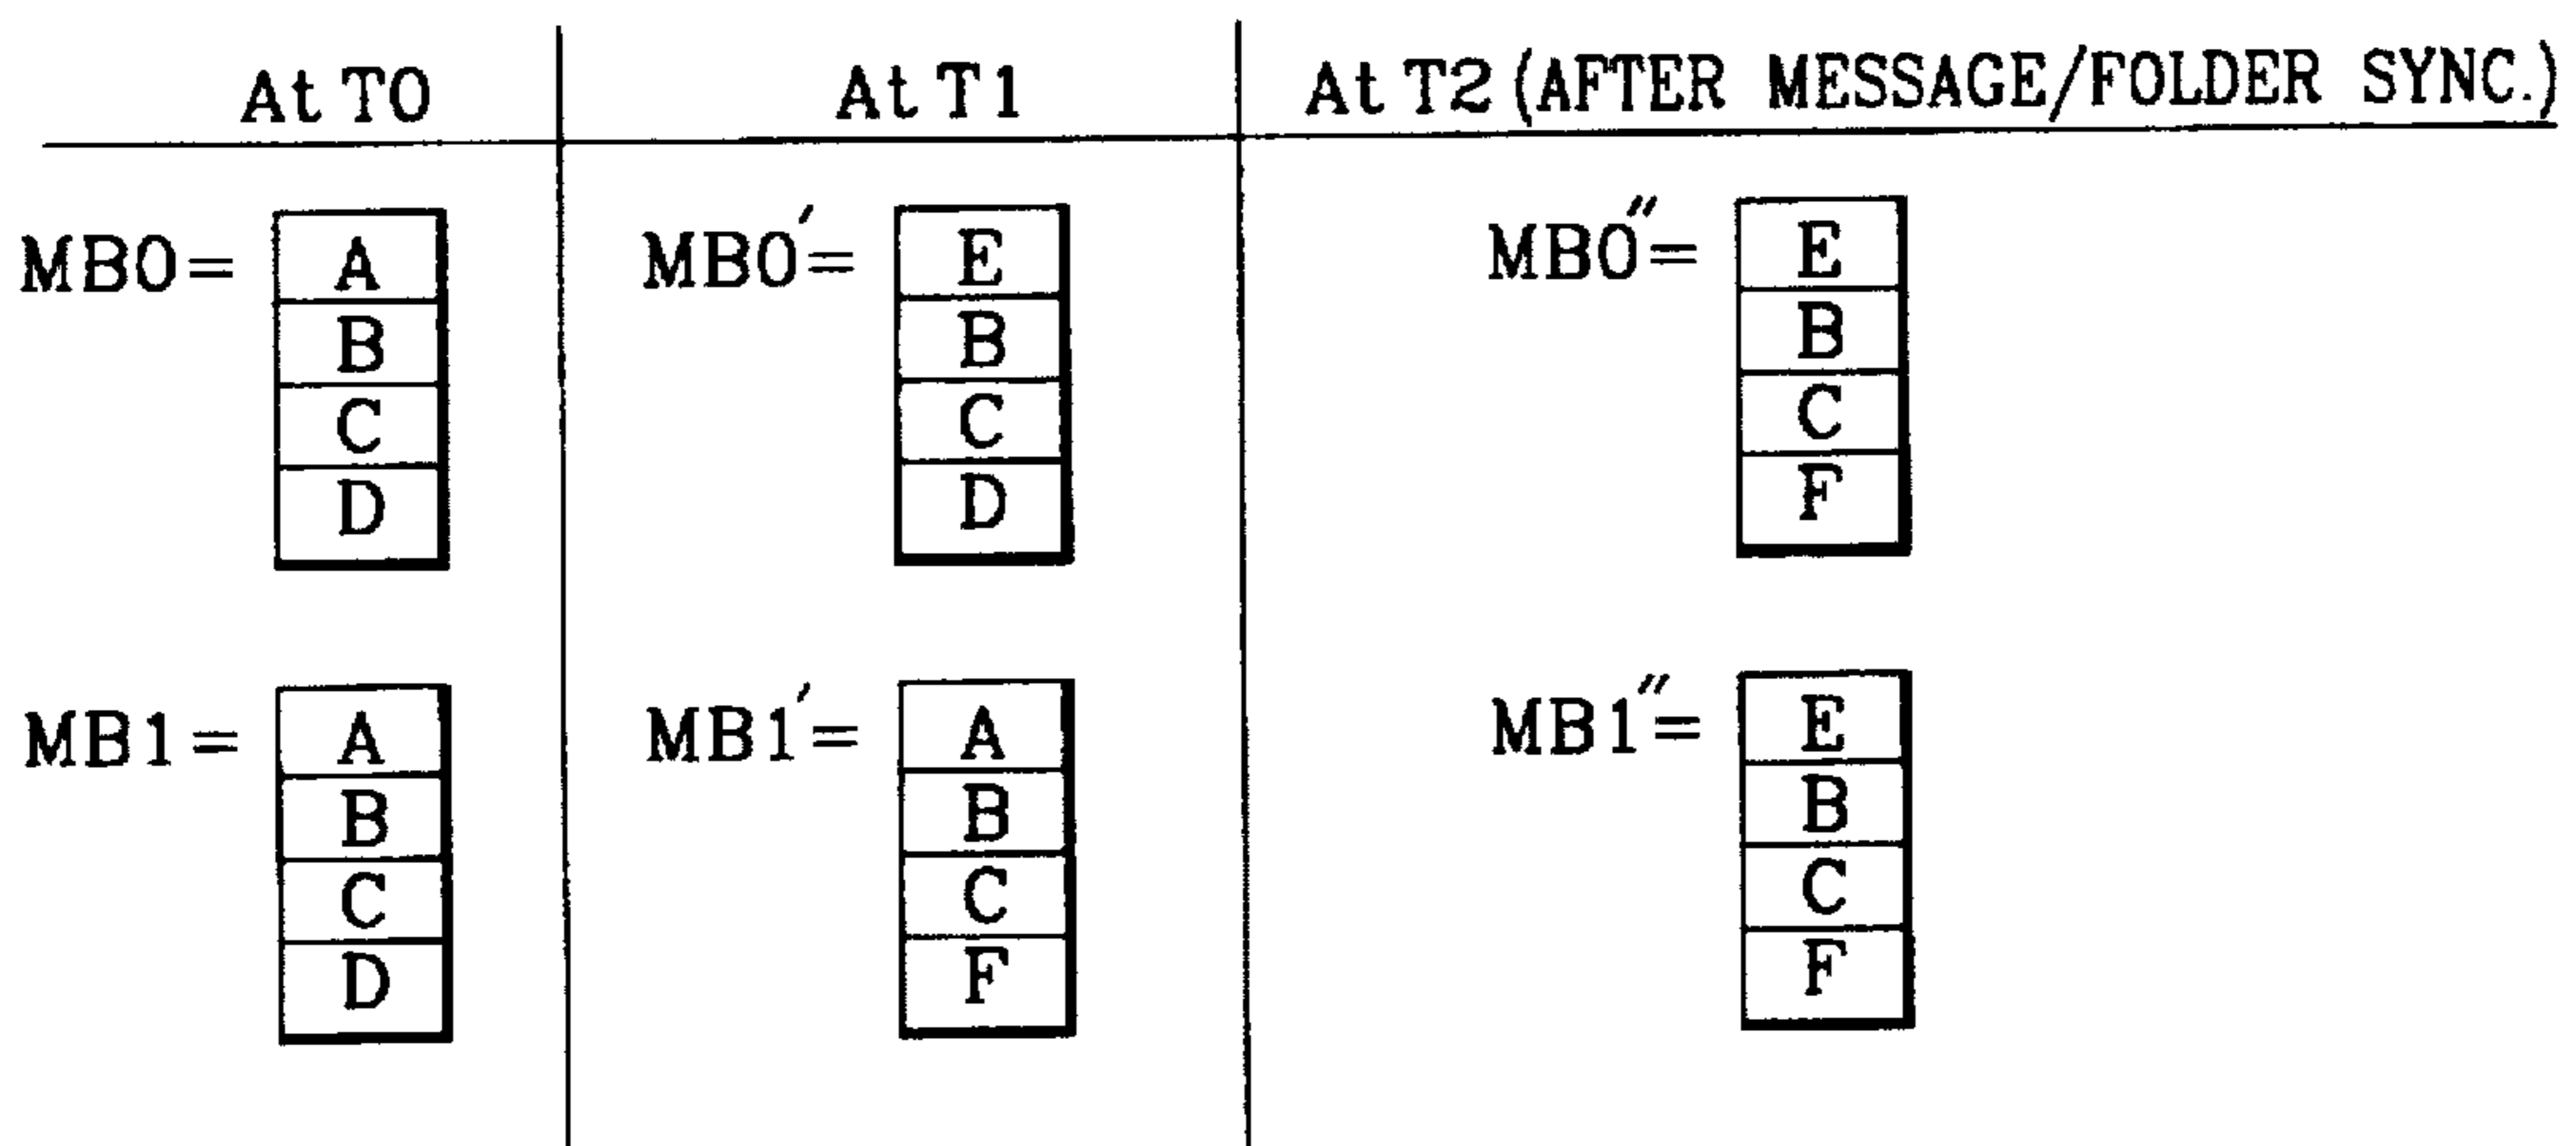 At T0 At T1 At T2 (AFTER MESSAGE/FOLDER SYNC.)
MB0= A MB0′= E MB0″= E
B B B
C C C
D D F
MB1= A MB1′= A MB1″= E
B B B
C C C
D F F